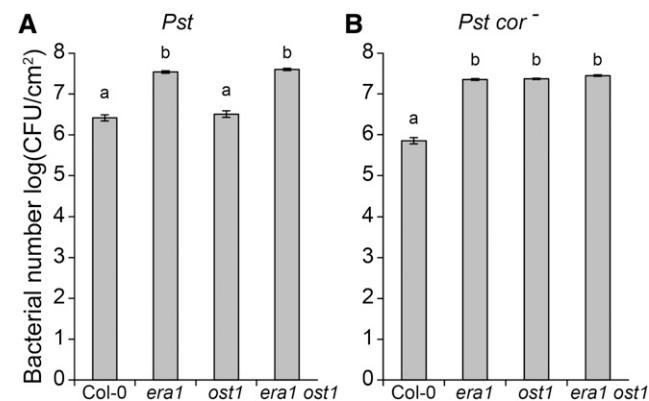 A Pst
Bacterial number log(CFU/cm²)
8
7
6
5
4
3
2
1
0
a b a b
Col-0 era1 ost1 era1 ost1
B Pst cor⁻
8
7
6
5
4
3
2
1
0
a b b b
Col-0 era1 ost1 era1 ost1